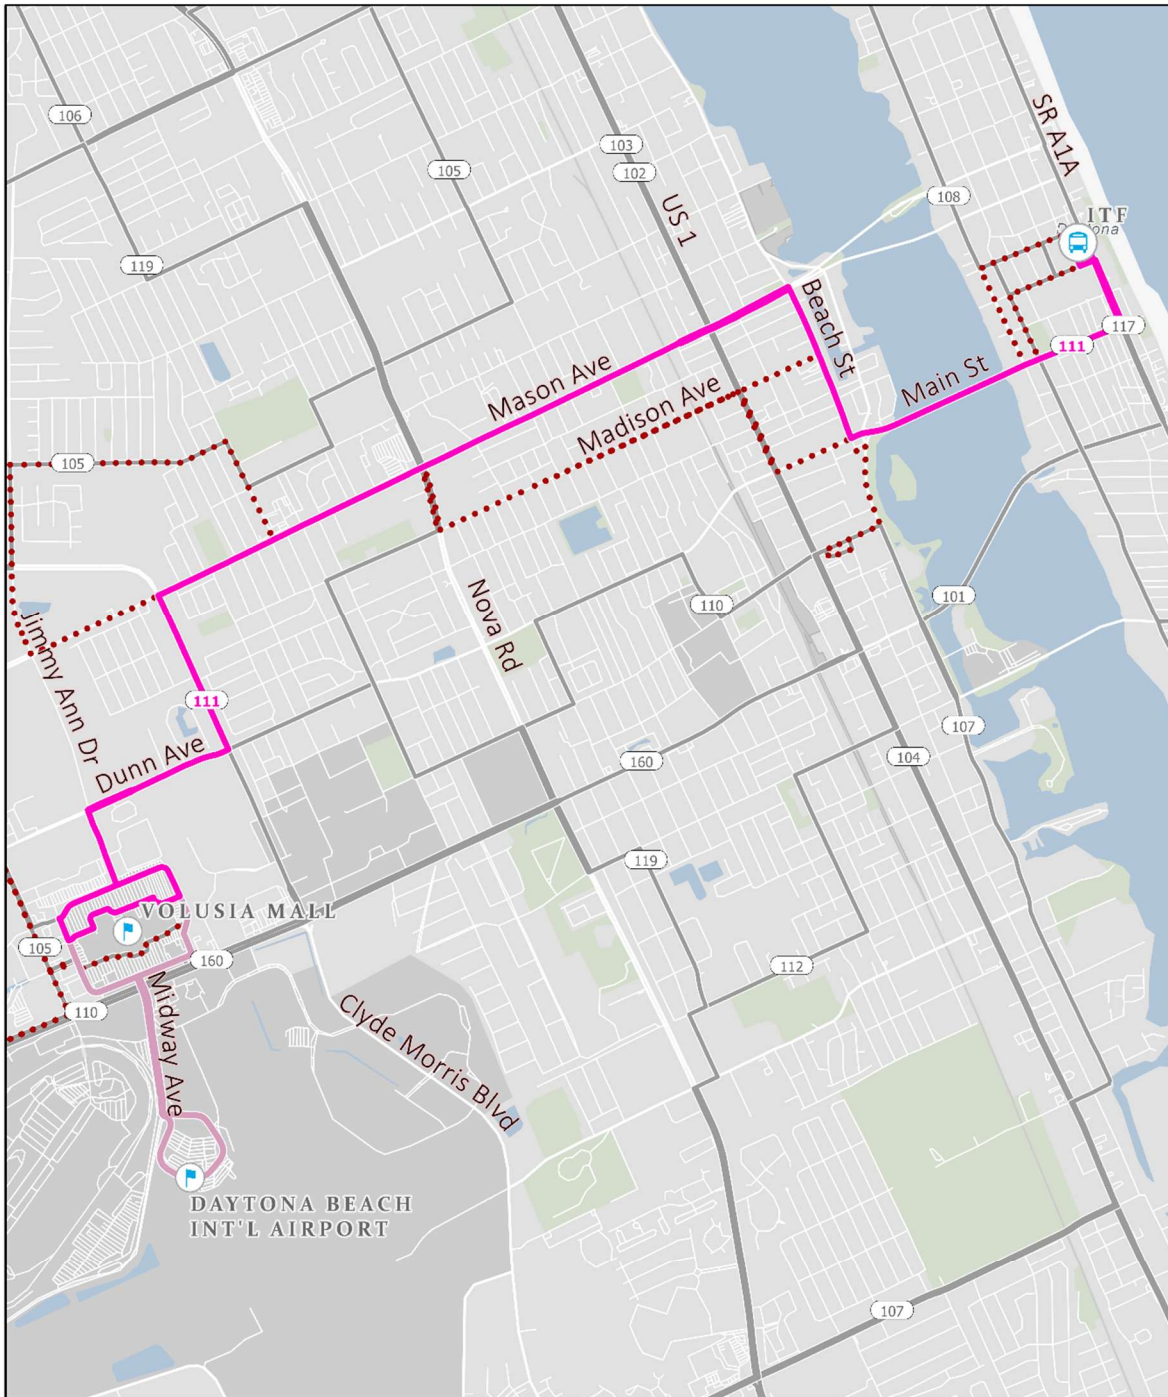 106
103
105
102
SR A1A
108
US 1
ITF
Daytona
119
Beach St
117
111
Mason Ave
Main St
Madison Ave
105
Nova Rd
101
110
Jimmy Ann Dr
111
107
Dunn Ave
104
160
119
VOLUSIA MALL
105
160
112
110
Midway Ave
Clyde Morris Blvd
DAYTONA BEACH
INT'L AIRPORT
107